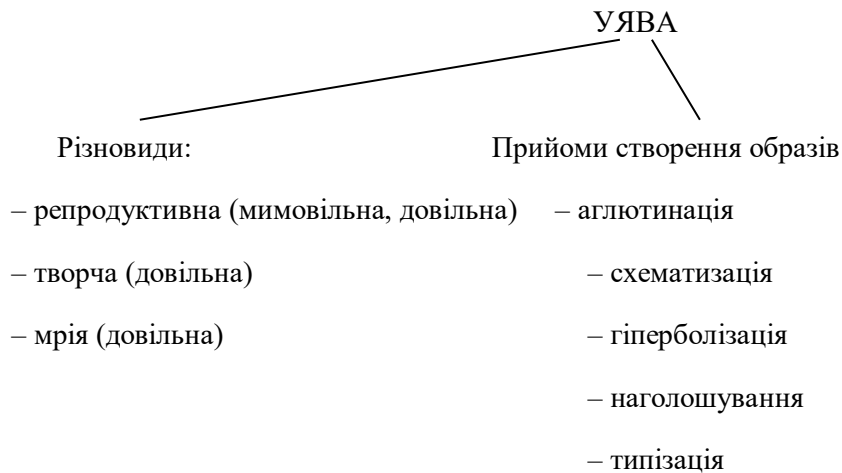 УЯВА
Різновиди:
Прийоми створення образів
– репродуктивна (мимовільна, довільна)
– аглютинація
– творча (довільна)
– схематизація
– мрія (довільна)
– гіперболізація
– наголошування
– типізація